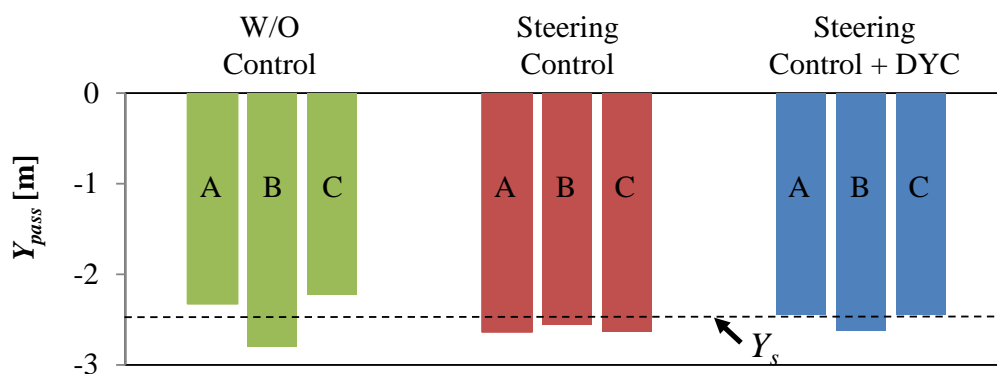 W/O
Control
Steering
Control
Steering
Control + DYC
0
-1
-2
-3
Y_pass [m]
A
B
C
A
B
C
A
B
C
Y_s